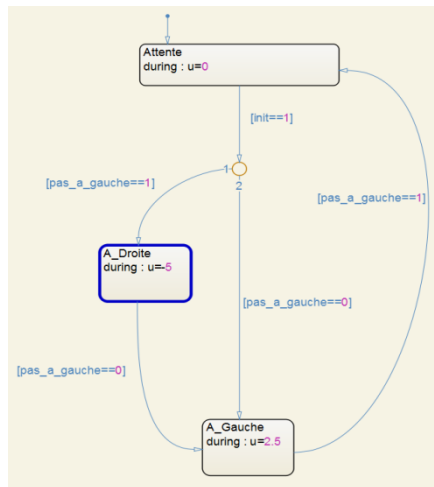 Attente
during : u=0
[init==1]
1
2
[pas_a_gauche==1]
[pas_a_gauche==1]
A_Droite
during : u=-5
[pas_a_gauche==0]
[pas_a_gauche==0]
A_Gauche
during : u=2.5